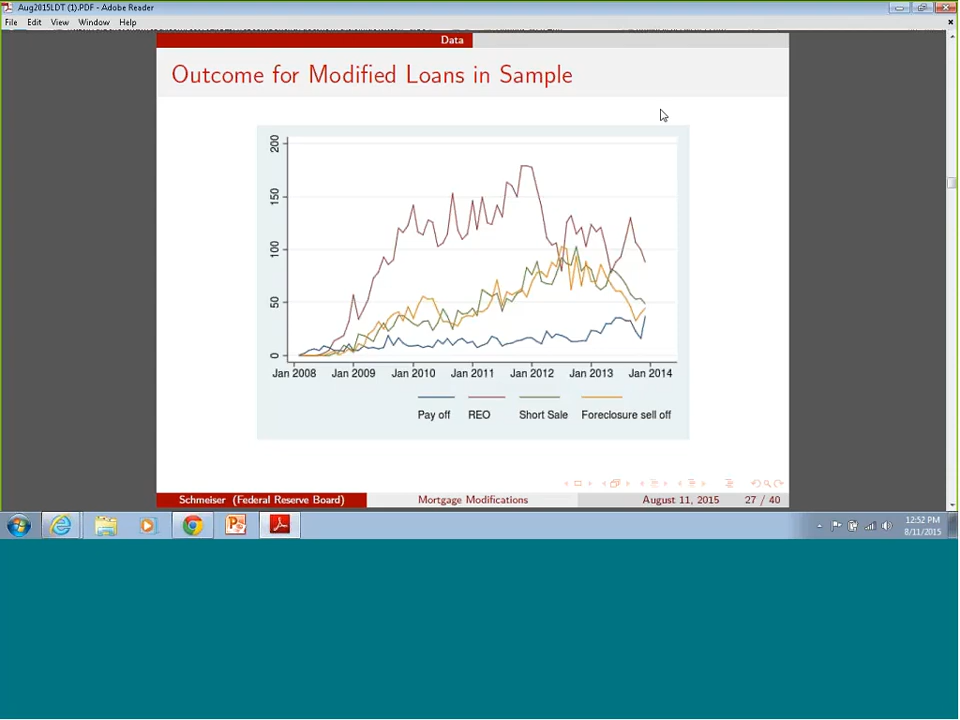 Aug2015LDT (1).PDF - Adobe Reader
File Edit View Window Help
Data
Outcome for Modified Loans in Sample
200
150
100
50
0
Jan 2008 Jan 2009 Jan 2010 Jan 2011 Jan 2012 Jan 2013 Jan 2014
Pay off REO Short Sale Foreclosure sell off
Schmeiser (Federal Reserve Board) Mortgage Modifications August 11, 2015 27 / 40
12:52 PM
8/11/2015